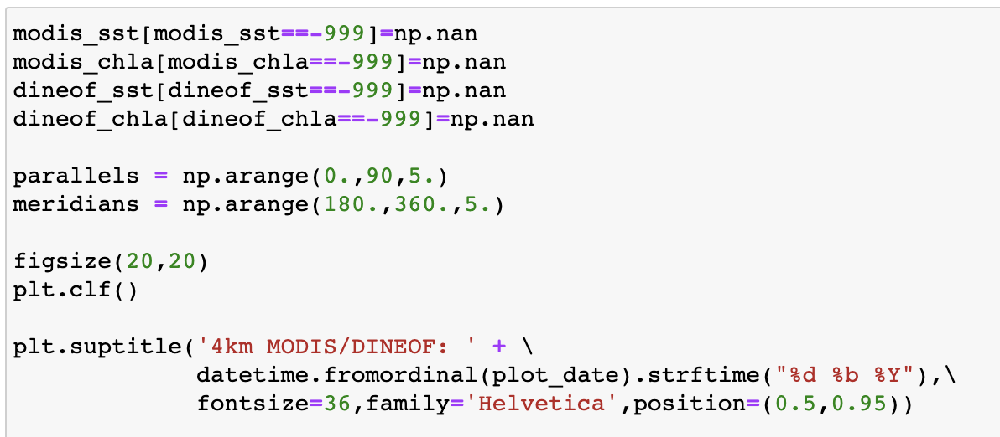 modis_sst[modis_sst==-999]=np.nan
modis_chla[modis_chla==-999]=np.nan
dineof_sst[dineof_sst==-999]=np.nan
dineof_chla[dineof_chla==-999]=np.nan

parallels = np.arange(0.,90,5.)
meridians = np.arange(180.,360.,5.)

figsize(20,20)
plt.clf()

plt.suptitle('4km MODIS/DINEOF: ' + \
             datetime.fromordinal(plot_date).strftime("%d %b %Y"),\
             fontsize=36,family='Helvetica',position=(0.5,0.95))